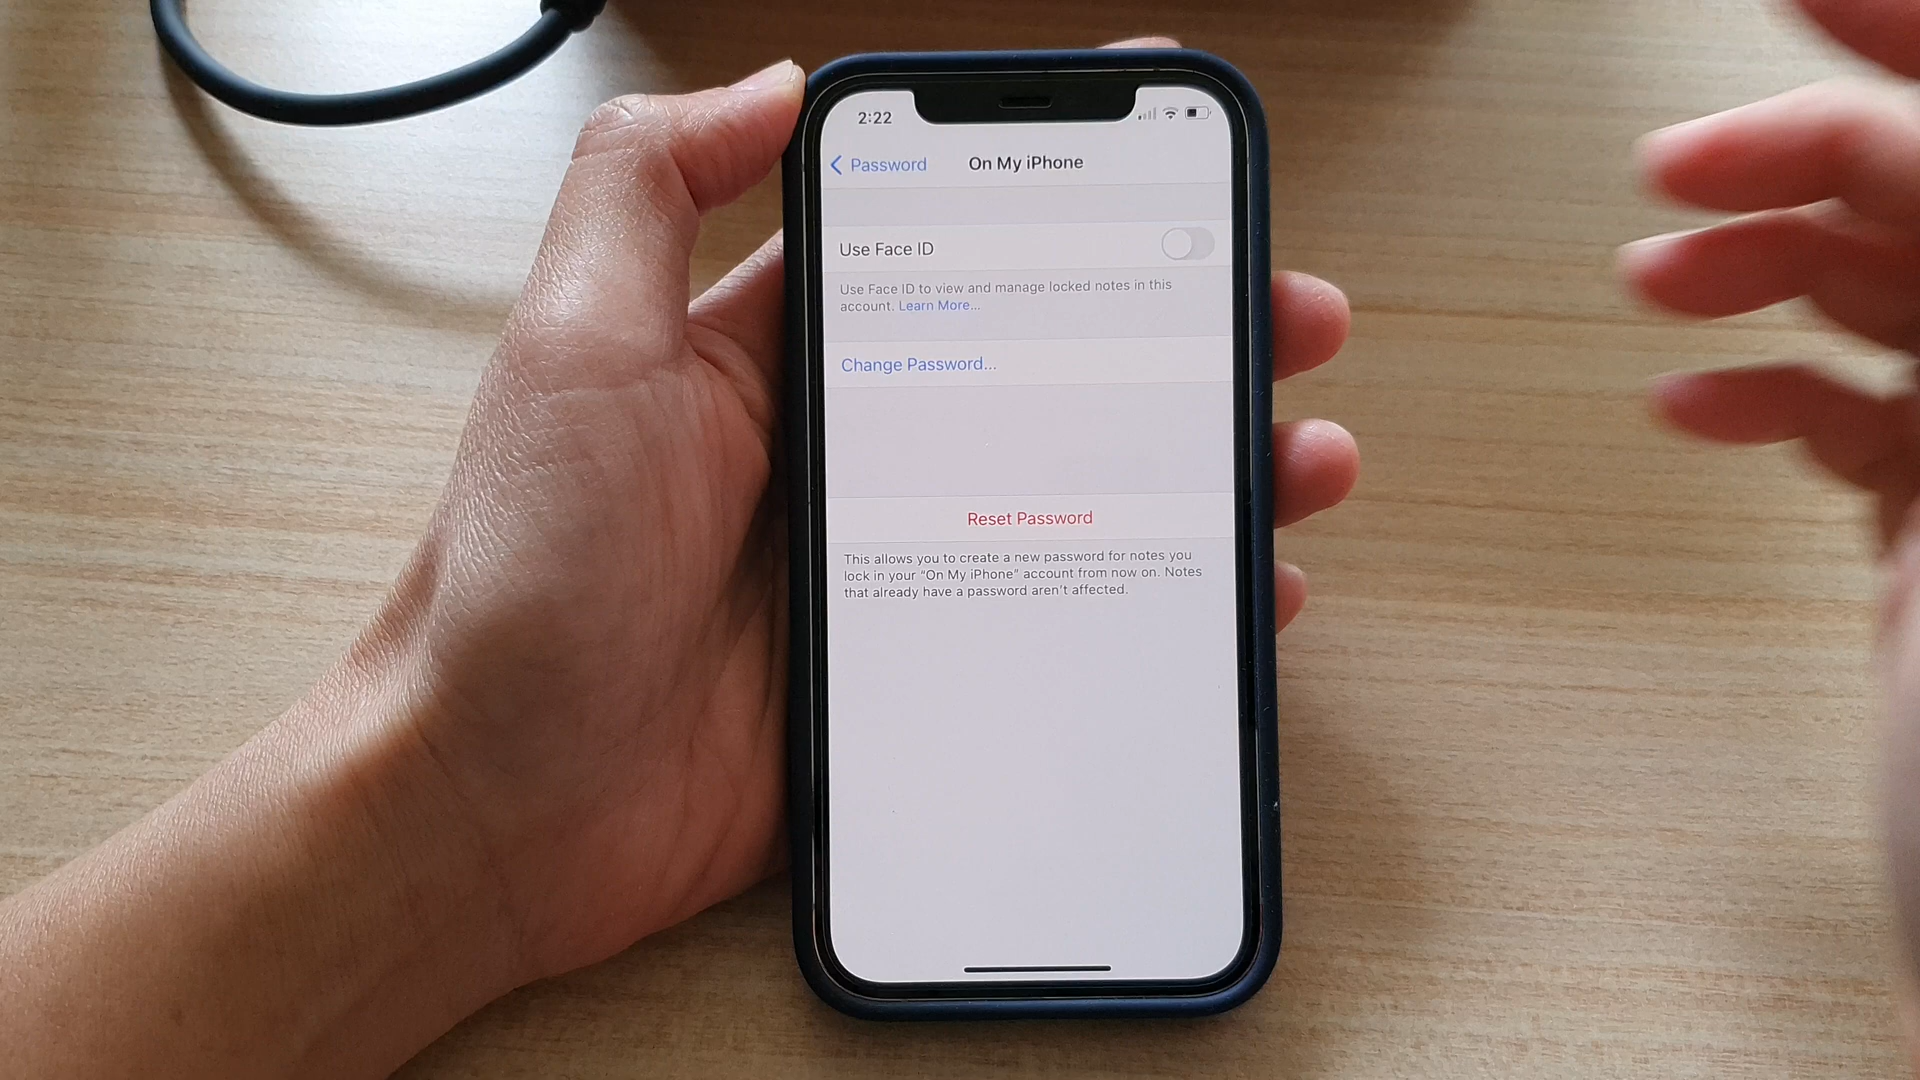 2:22
Password
On My iPhone
Use Face ID
Use Face ID to view and manage locked notes in this
account. Learn More...
Change Password...
Reset Password
This allows you to create a new password for notes you
lock in your “On My iPhone” account from now on. Notes
that already have a password aren’t affected.